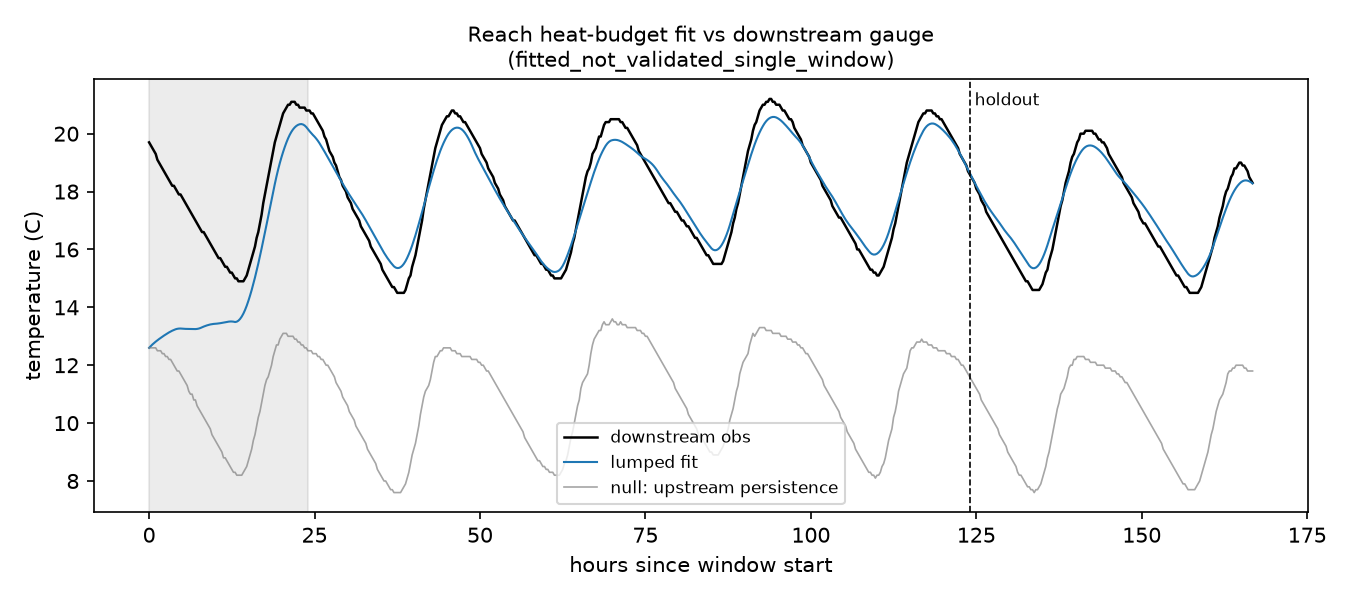 Reach heat-budget fit vs downstream gauge
(fitted_not_validated_single_window)
holdout
temperature (C)
20
18
16
14
12
10
8
downstream obs
lumped fit
null: upstream persistence
0 25 50 75 100 125 150 175
hours since window start